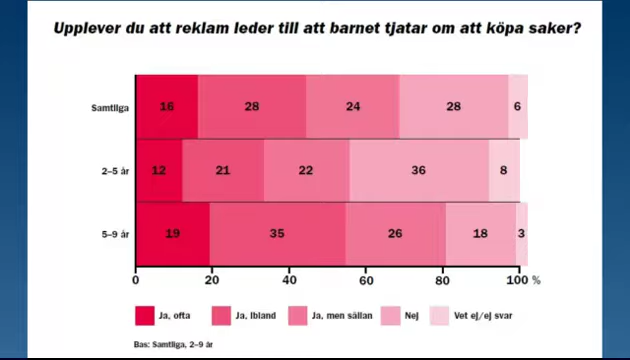 Upplever du att reklam leder till att barnet tjatar om att köpa saker?
Samtliga 16 28 24 28 6
2–5 år 12 21 22 36 8
5–9 år 19 35 26 18 3
0 20 40 60 80 100 %
Ja, ofta Ja, ibland Ja, men sällan Nej Vet ej/ej svar
Bas: Samtliga, 2–9 år